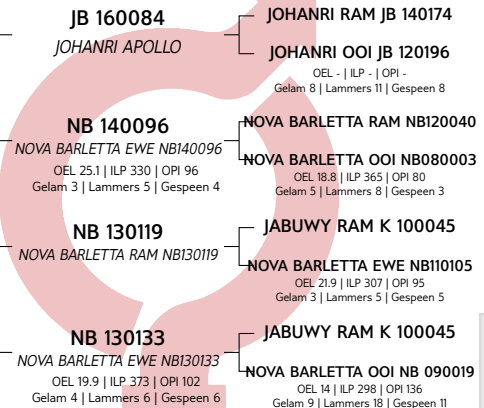 JB 160084
JOHANRI APOLLO
JOHANRI RAM JB 140174
JOHANRI OOI JB 120196
OEL - | ILP - | OPI -
Gelam 8 | Lammers 11 | Gespeen 8
NB 140096
NOVA BARLETTA EWE NB140096
OEL 25.1 | ILP 330 | OPI 96
Gelam 3 | Lammers 5 | Gespeen 4
NOVA BARLETTA RAM NB120040
NOVA BARLETTA OOI NB080003
OEL 18.8 | ILP 365 | OPI 80
Gelam 5 | Lammers 8 | Gespeen 3
NB 130119
NOVA BARLETTA RAM NB130119
JABUWY RAM K 100045
NOVA BARLETTA EWE NB110105
OEL 21.9 | ILP 307 | OPI 95
Gelam 3 | Lammers 5 | Gespeen 5
NB 130133
NOVA BARLETTA EWE NB130133
OEL 19.9 | ILP 373 | OPI 102
Gelam 4 | Lammers 6 | Gespeen 6
JABUWY RAM K 100045
NOVA BARLETTA OOI NB 090019
OEL 14 | ILP 298 | OPI 136
Gelam 9 | Lammers 18 | Gespeen 11